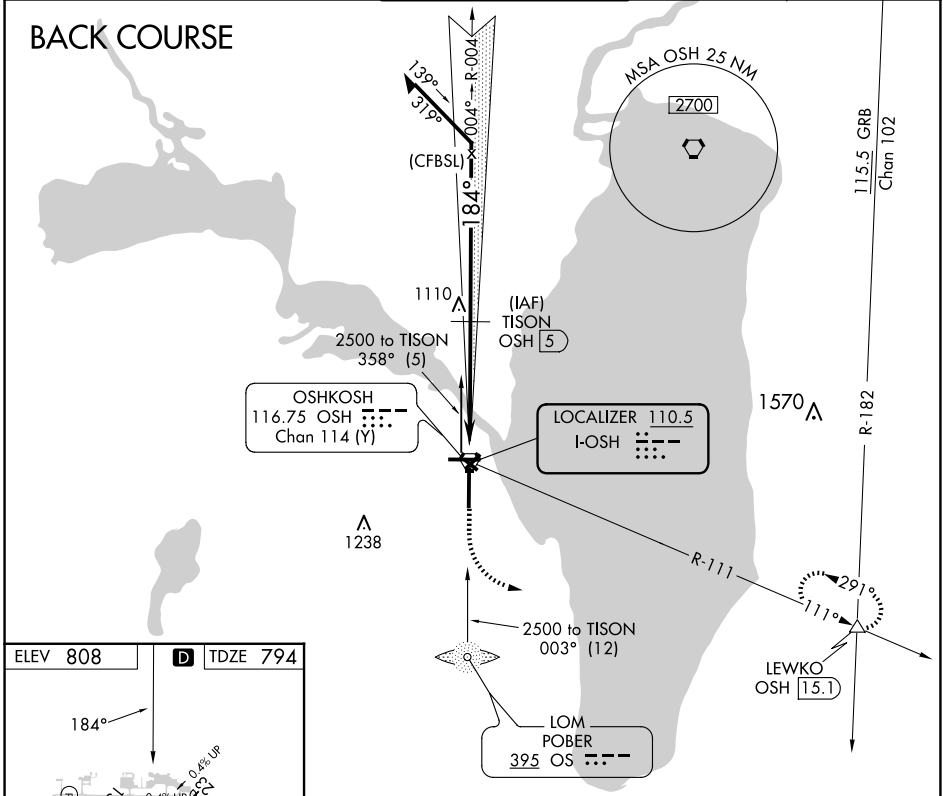 BACK COURSE
139°
319°
004°
R-004
(CFBSL)
184°
MSA OSH 25 NM
2700
115.5 GRB
Chan 102
1110
(IAF)
TISON
OSH 5
2500 to TISON
358° (5)
OSHKOSH
116.75 OSH
Chan 114 (Y)
LOCALIZER 110.5
I-OSH
1570
R-182
1238
R-111
291°
111°
2500 to TISON
003° (12)
LEWKO
OSH 15.1
LOM
POBER
395 OS
ELEV 808
D
TDZE 794
184°
0.4% UP